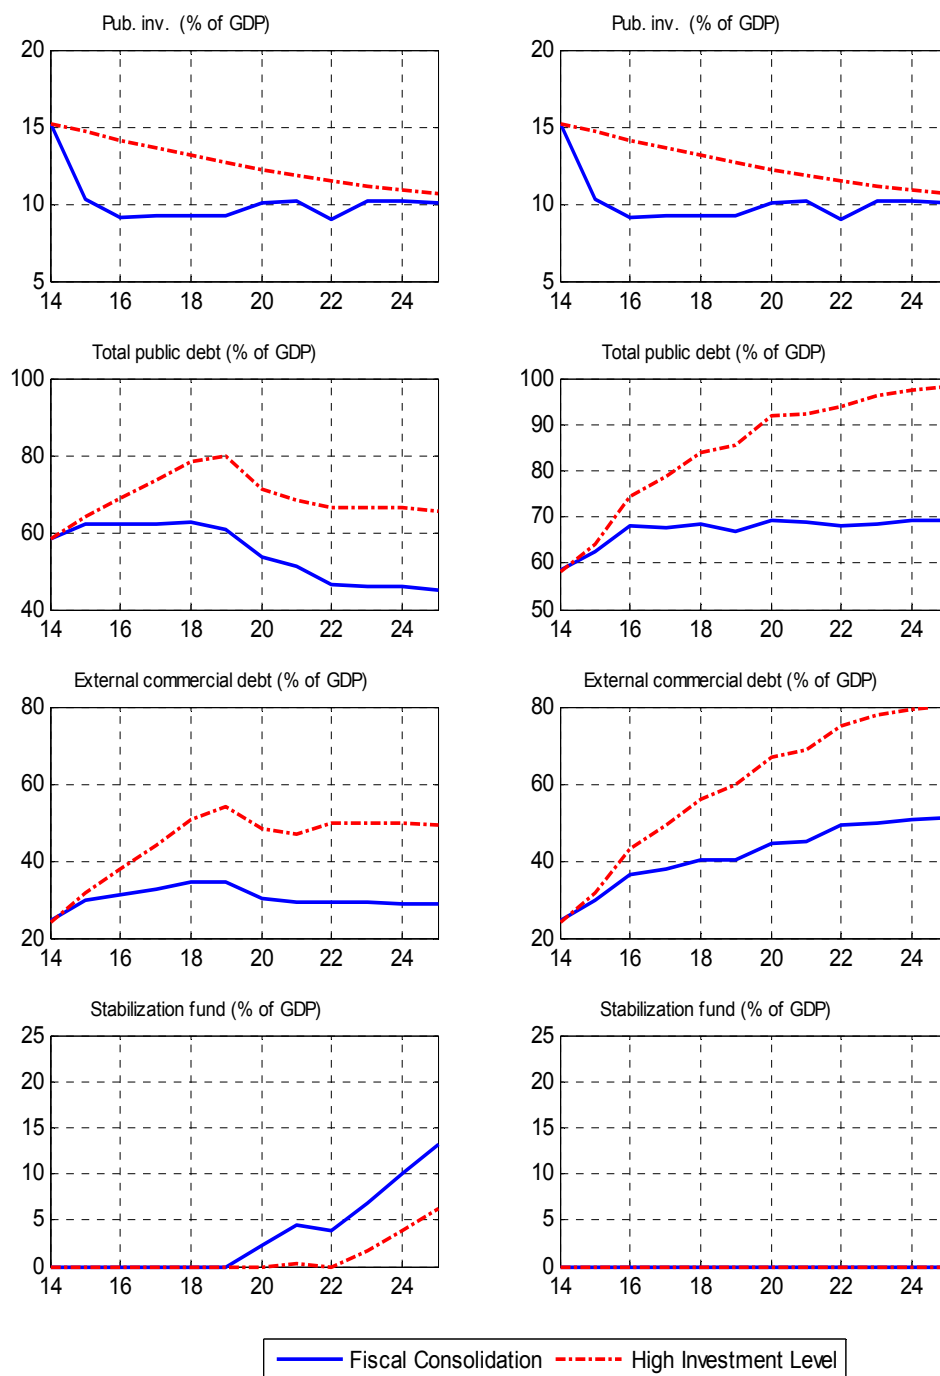 Pub. inv. (% of GDP)
20
15
10
5
14 16 18 20 22 24
Pub. inv. (% of GDP)
20
15
10
5
14 16 18 20 22 24
Total public debt (% of GDP)
100
80
60
40
14 16 18 20 22 24
Total public debt (% of GDP)
100
90
80
70
60
50
14 16 18 20 22 24
External commercial debt (% of GDP)
80
60
40
20
14 16 18 20 22 24
External commercial debt (% of GDP)
80
60
40
20
14 16 18 20 22 24
Stabilization fund (% of GDP)
25
20
15
10
5
0
14 16 18 20 22 24
Stabilization fund (% of GDP)
25
20
15
10
5
0
14 16 18 20 22 24
Fiscal Consolidation High Investment Level